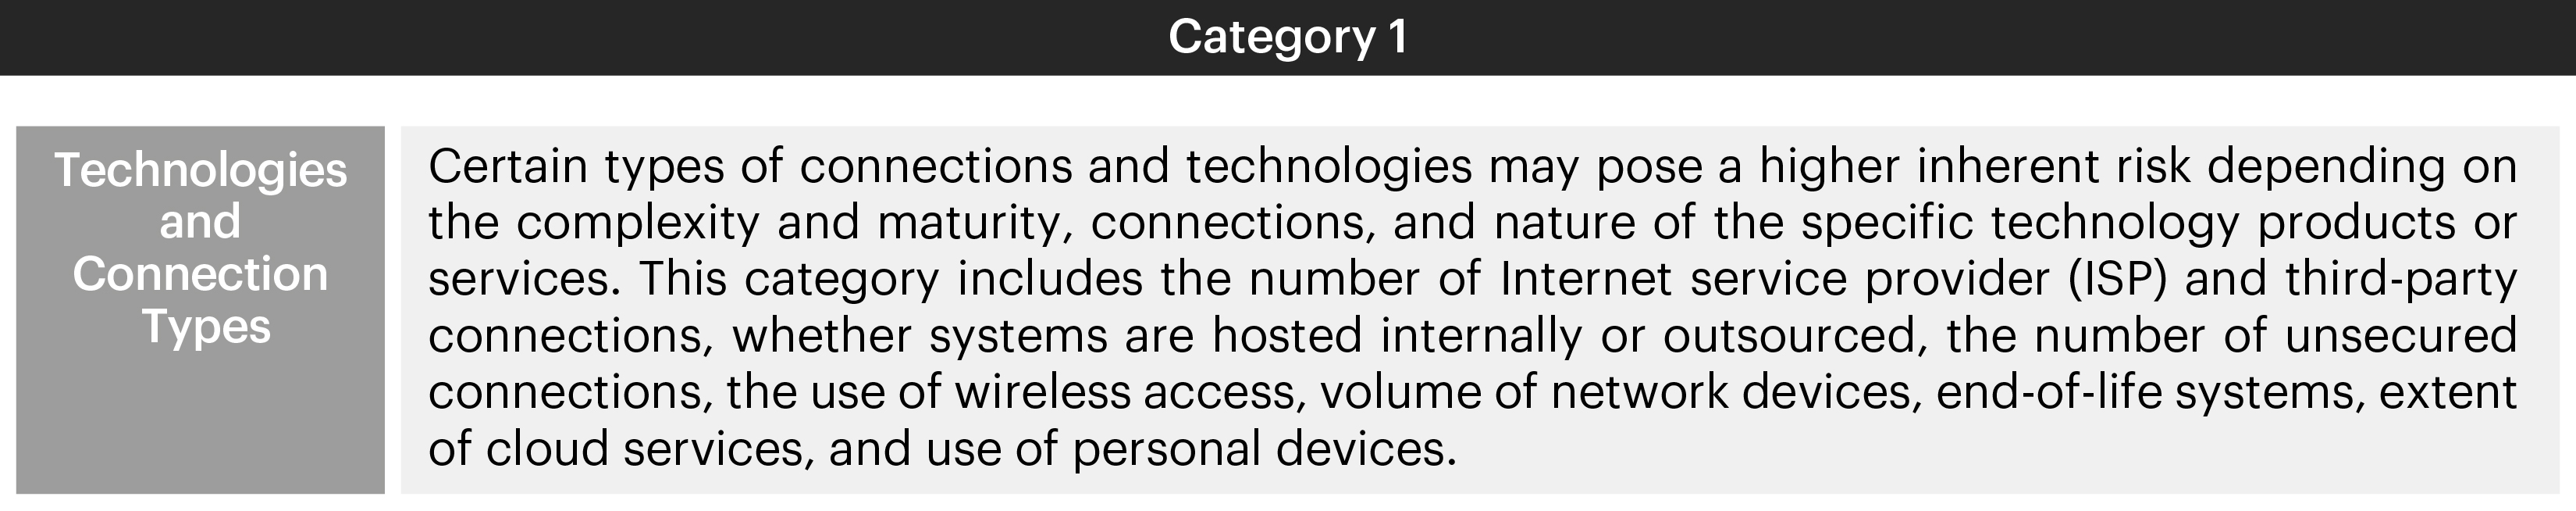 Category 1
Technologies
and
Connection
Types
Certain types of connections and technologies may pose a higher inherent risk depending on
the complexity and maturity, connections, and nature of the specific technology products or
services. This category includes the number of Internet service provider (ISP) and third-party
connections, whether systems are hosted internally or outsourced, the number of unsecured
connections, the use of wireless access, volume of network devices, end-of-life systems, extent
of cloud services, and use of personal devices.